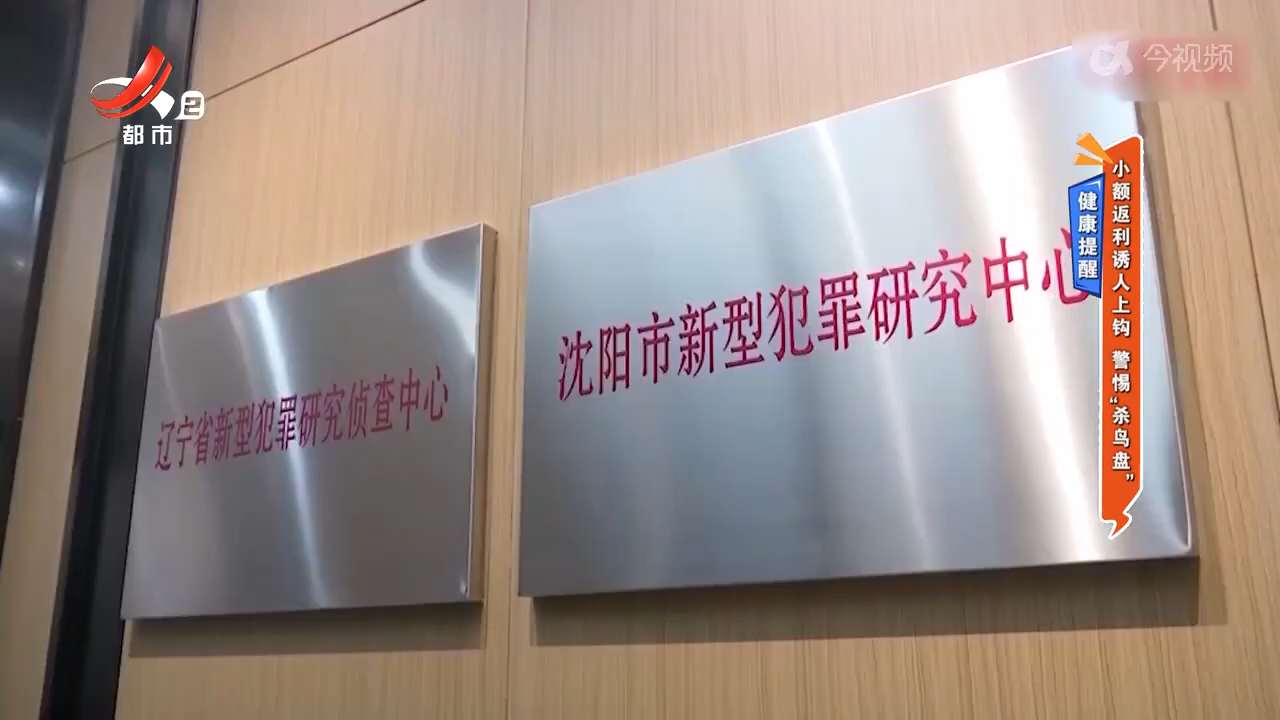 都市
2
今视频
小额返利诱人上钩 警惕“杀鸟盘”
健康提醒
沈阳市新型犯罪研究中心
辽宁省新型犯罪研究侦查中心